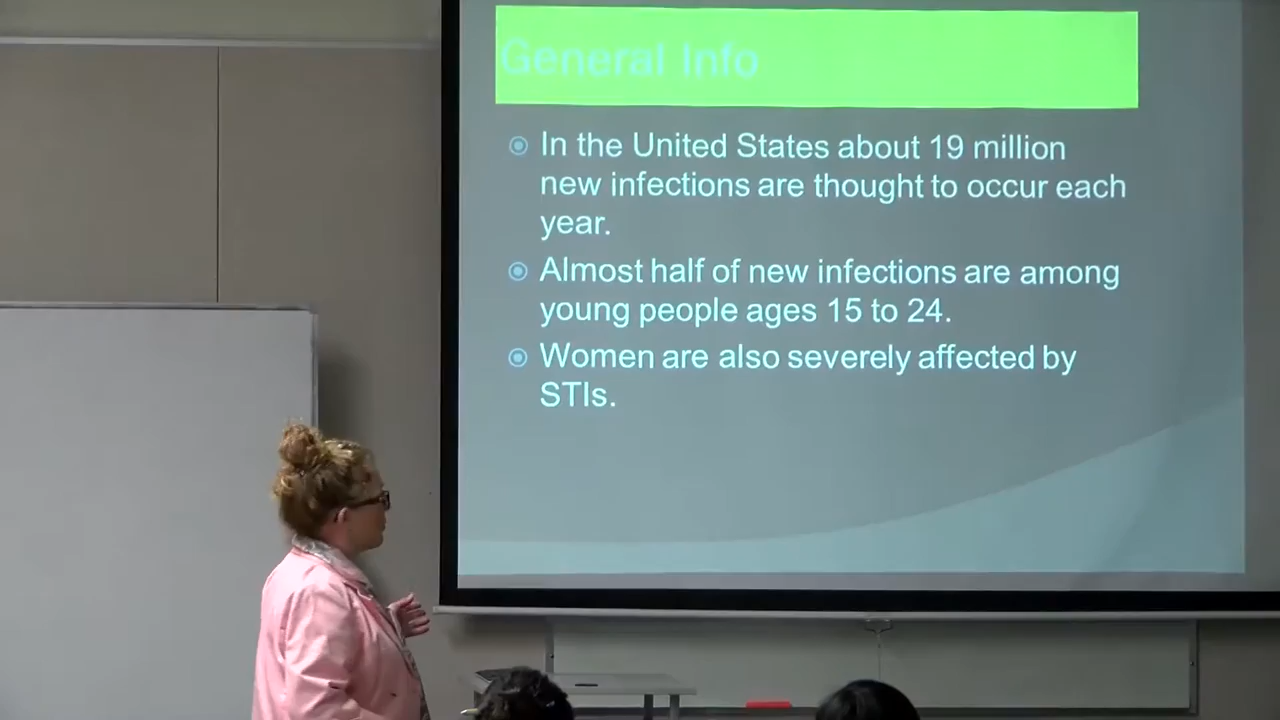 General Info
In the United States about 19 million
new infections are thought to occur each
year.
Almost half of new infections are among
young people ages 15 to 24.
Women are also severely affected by
STIs.